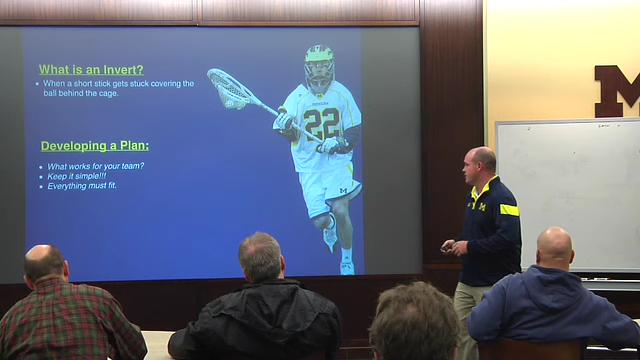 What is an Invert?
• When a short stick gets stuck covering the
ball behind the cage.
Developing a Plan:
• What works for your team?
• Keep it simple!!!
• Everything must fit.
22
M
M
M